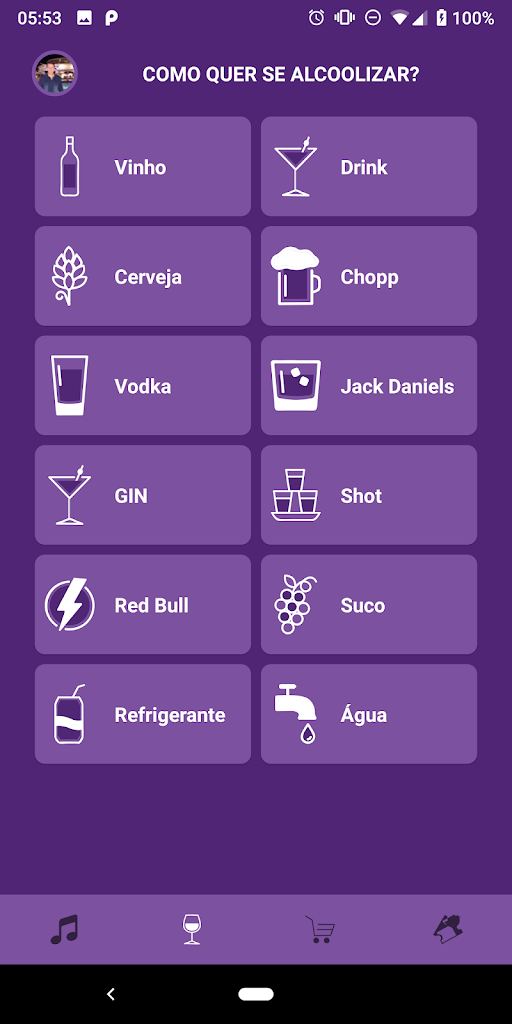 05:53
100%
COMO QUER SE ALCOOLIZAR?
Vinho
Drink
Cerveja
Chopp
Vodka
Jack Daniels
GIN
Shot
Red Bull
Suco
Refrigerante
Água